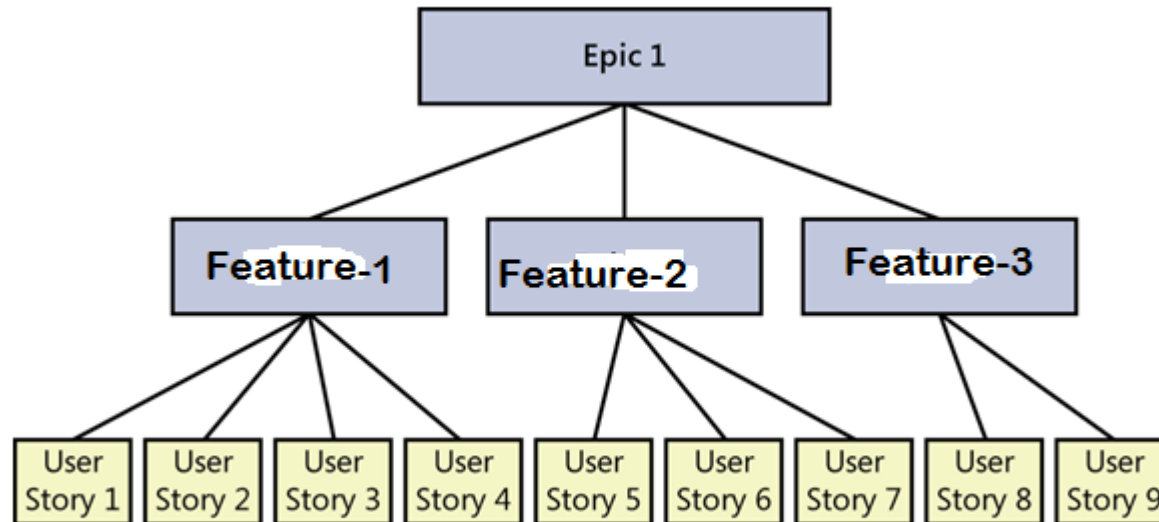 Epic 1
Feature-1
Feature-2
Feature-3
User
Story 1
User
Story 2
User
Story 3
User
Story 4
User
Story 5
User
Story 6
User
Story 7
User
Story 8
User
Story 9